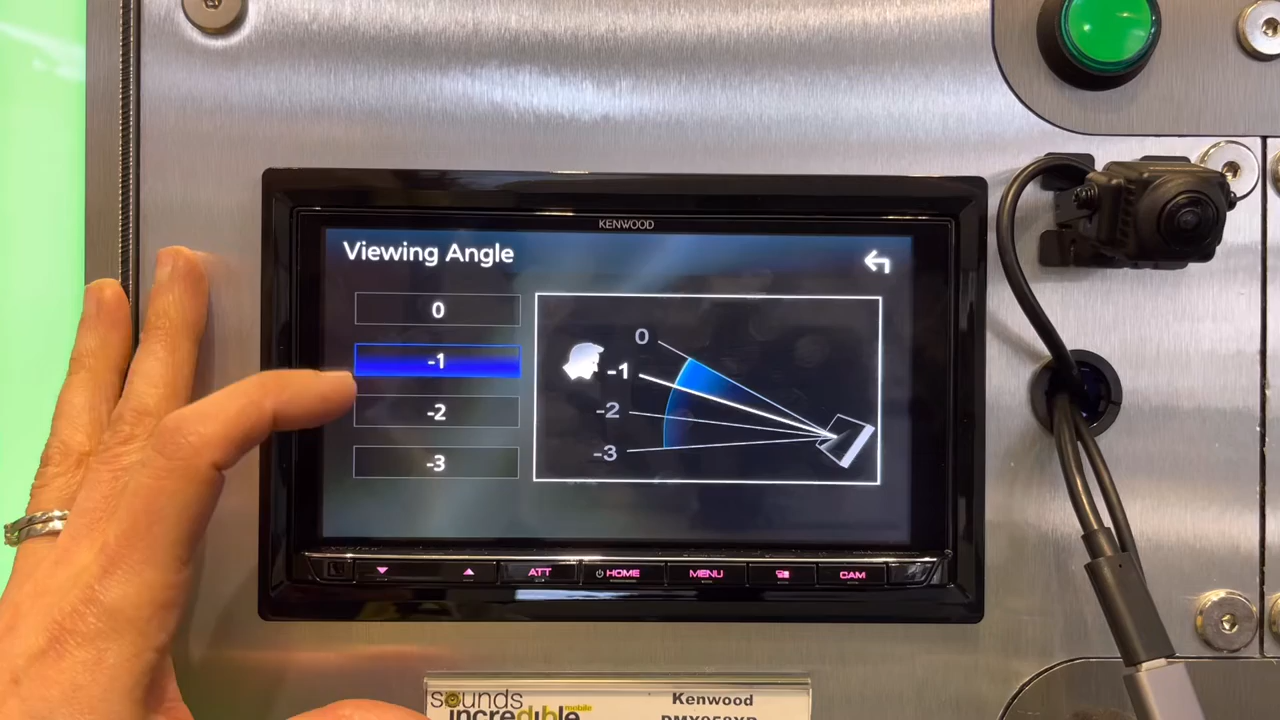 KENWOOD
Viewing Angle
0
-1
-2
-3
0
-1
-2
-3
ATT
HOME
MENU
CAM
sounds
incredible
mobile
Kenwood